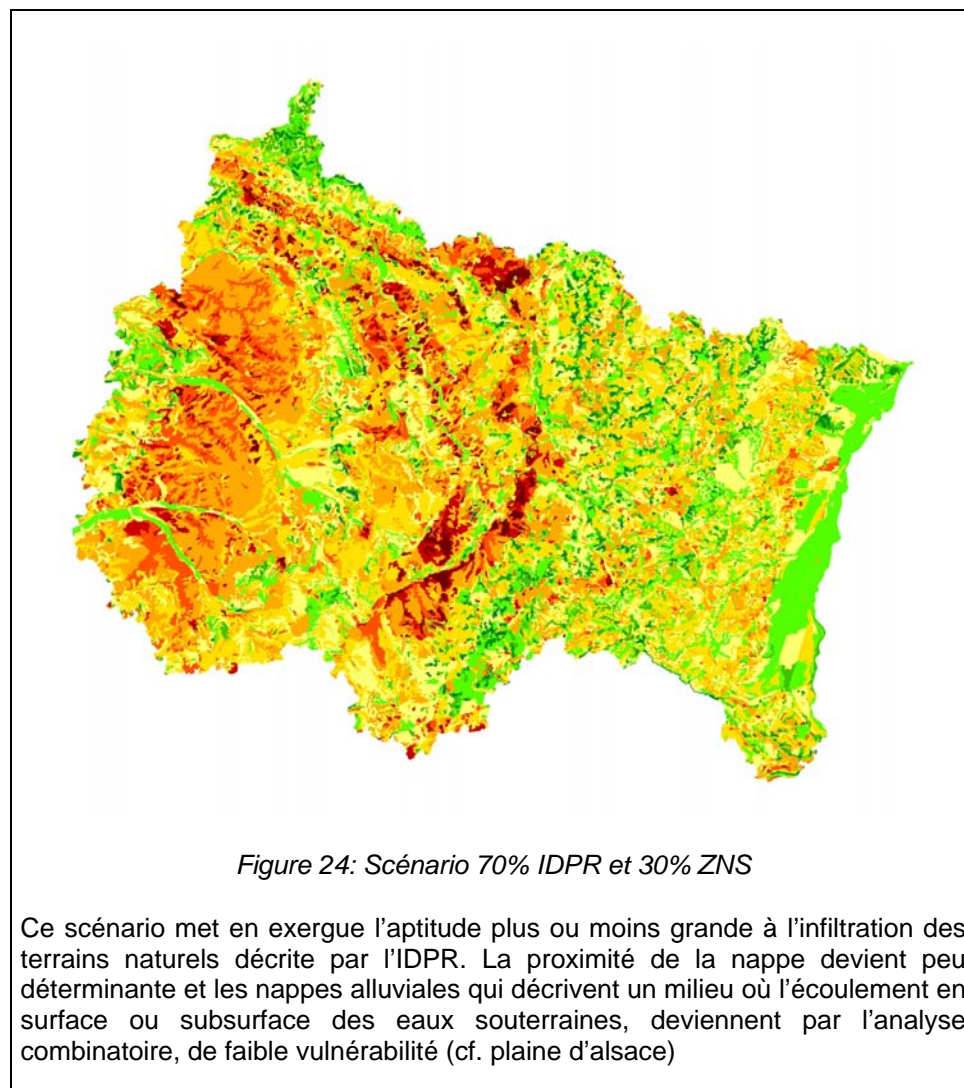 Figure 24: Scénario 70% IDPR et 30% ZNS
Ce scénario met en exergue l'aptitude plus ou moins grande à l'infiltration des
terrains naturels décrite par l'IDPR. La proximité de la nappe devient peu
déterminante et les nappes alluviales qui décrivent un milieu où l'écoulement en
surface ou subsurface des eaux souterraines, deviennent par l'analyse
combinatoire, de faible vulnérabilité (cf. plaine d'alsace)